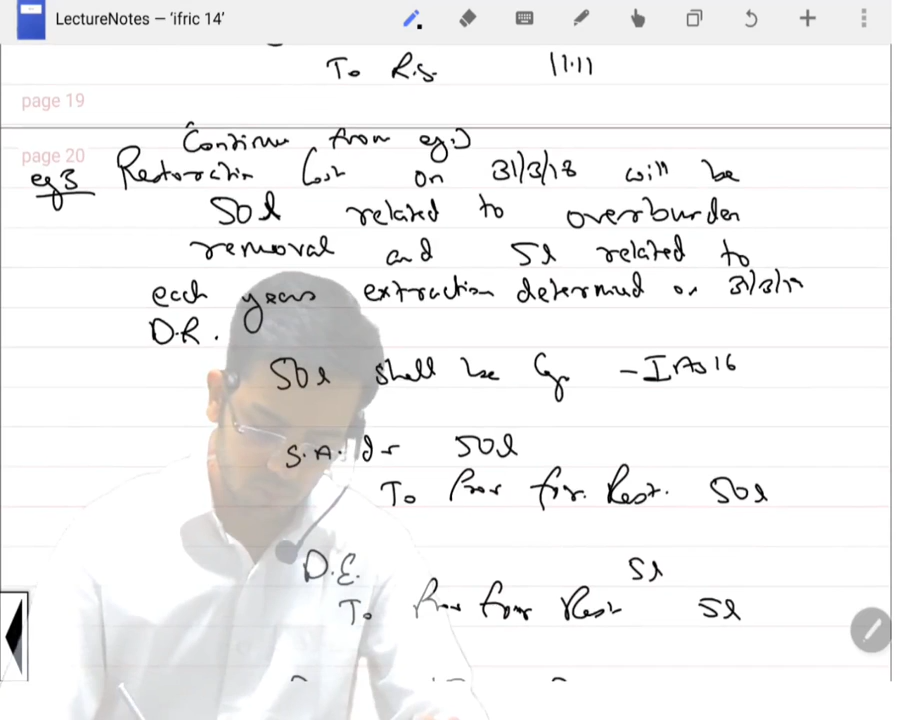 LectureNotes – ‘ifric 14’
To R.S. 11.11
page 19
Continue from eg.
page 20
eg 3 Restoration Cost on 31/3/18 will be
50l related to overburden
removal and 5l related to
each years extraction determined on 31/3/
D.R.
50l shall be Cap – IAS 16
S.A. dr 50l
To Prov for. Rest. 50l
D.E. 5l
To Prov from Rest 5l